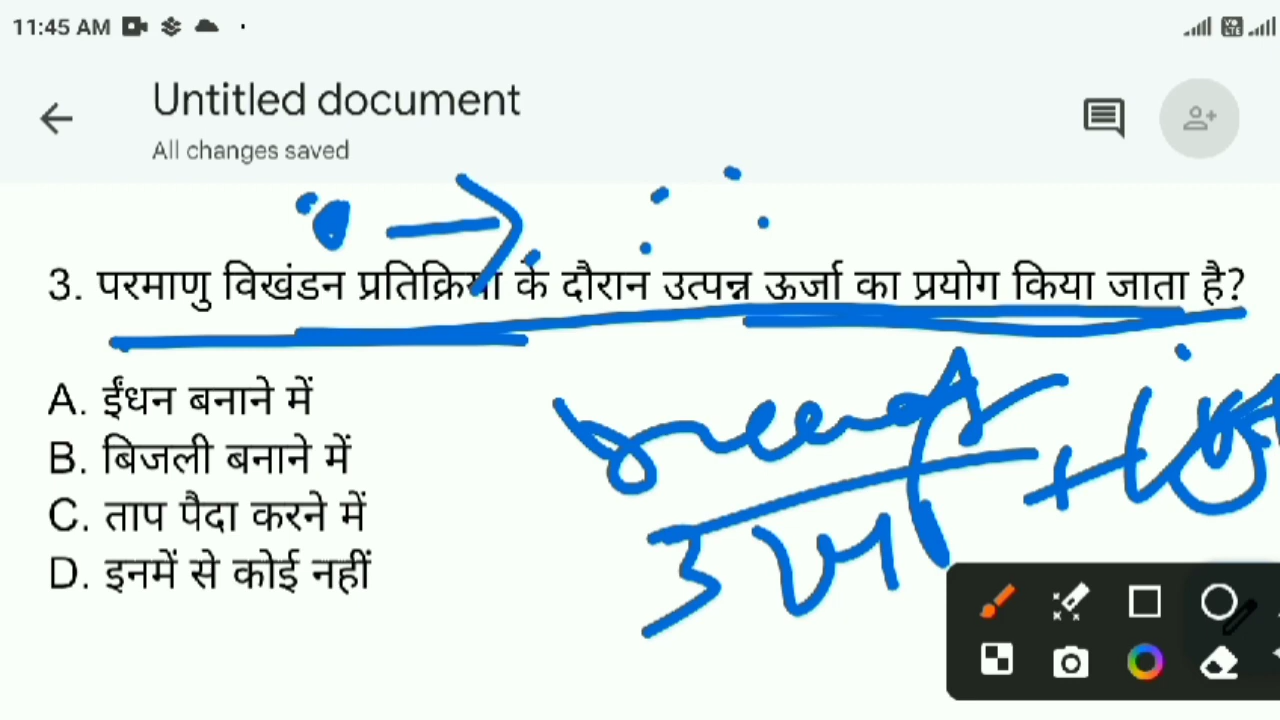 11:45 AM
Untitled document
All changes saved
3. परमाणु विखंडन प्रतिक्रिया के दौरान उत्पन्न ऊर्जा का प्रयोग किया जाता है?
A. ईंधन बनाने में
B. बिजली बनाने में
C. ताप पैदा करने में
D. इनमें से कोई नहीं